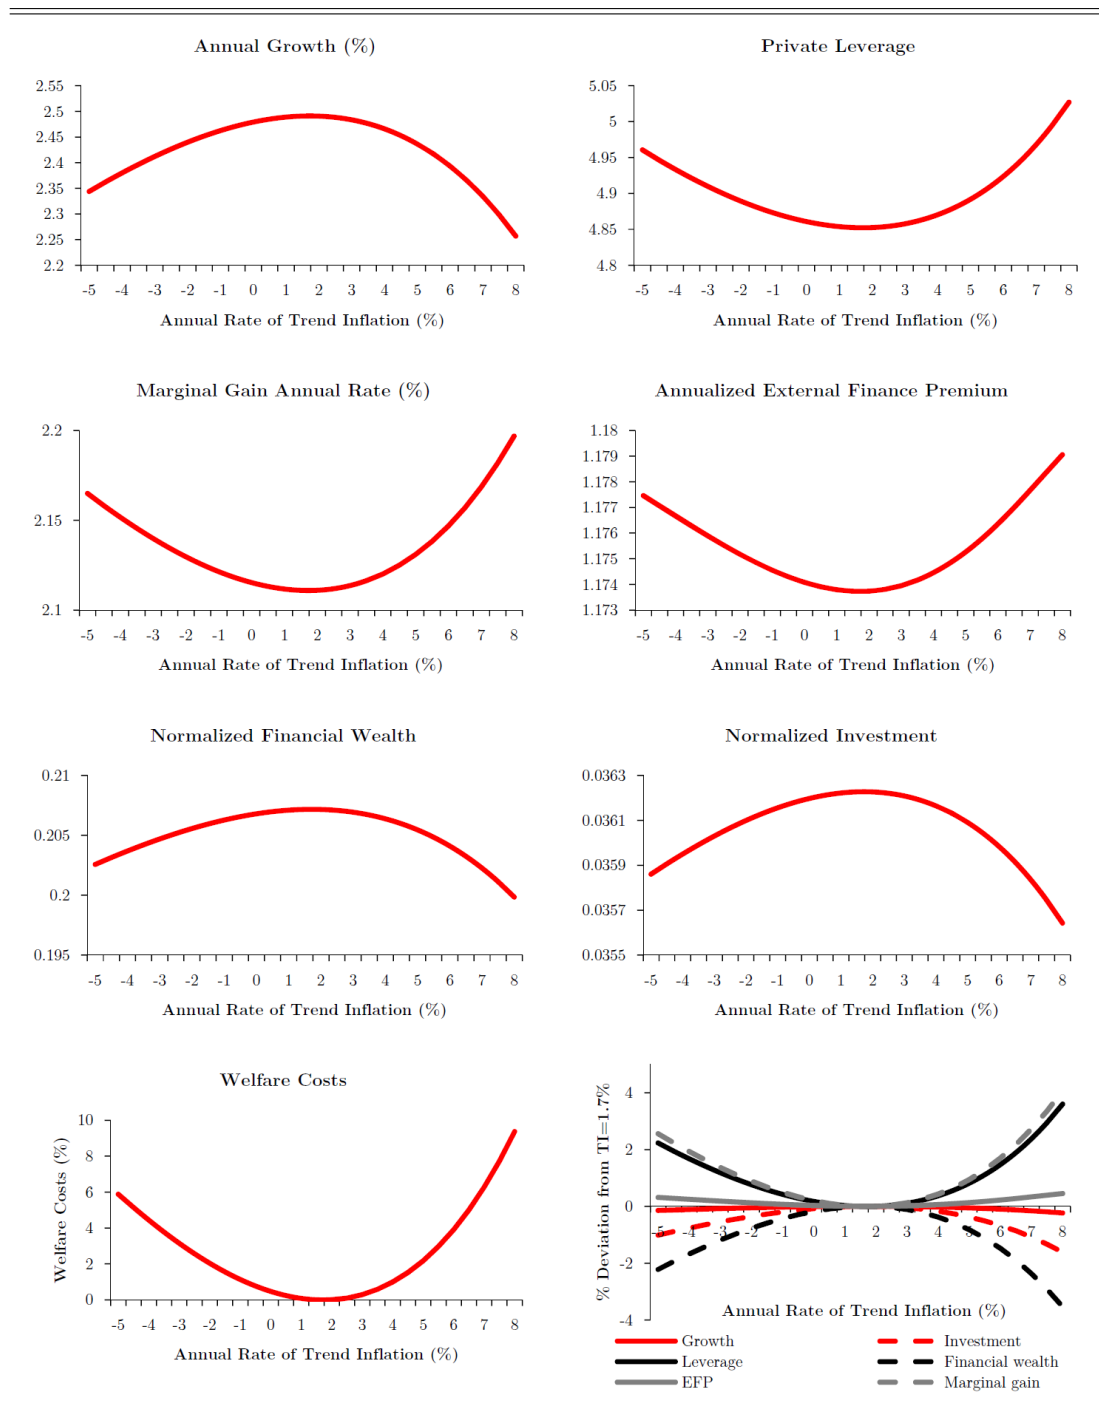 Annual Growth (%)
2.55
2.5
2.45
2.4
2.35
2.3
2.25
2.2
-5 -4 -3 -2 -1 0 1 2 3 4 5 6 7 8
Annual Rate of Trend Inflation (%)
Private Leverage
5.05
5
4.95
4.9
4.85
4.8
-5 -4 -3 -2 -1 0 1 2 3 4 5 6 7 8
Annual Rate of Trend Inflation (%)
Marginal Gain Annual Rate (%)
2.2
2.15
2.1
-5 -4 -3 -2 -1 0 1 2 3 4 5 6 7 8
Annual Rate of Trend Inflation (%)
Annualized External Finance Premium
1.18
1.179
1.178
1.177
1.176
1.175
1.174
1.173
-5 -4 -3 -2 -1 0 1 2 3 4 5 6 7 8
Annual Rate of Trend Inflation (%)
Normalized Financial Wealth
0.21
0.205
0.2
0.195
-5 -4 -3 -2 -1 0 1 2 3 4 5 6 7 8
Annual Rate of Trend Inflation (%)
Normalized Investment
0.0363
0.0361
0.0359
0.0357
0.0355
-5 -4 -3 -2 -1 0 1 2 3 4 5 6 7 8
Annual Rate of Trend Inflation (%)
Welfare Costs
Welfare Costs (%)
10
8
6
4
2
0
-5 -4 -3 -2 -1 0 1 2 3 4 5 6 7 8
Annual Rate of Trend Inflation (%)
% Deviation from TI=1.7%
4
2
0
-2
-4
-5 -4 -3 -2 -1 0 1 2 3 4 5 6 7 8
Annual Rate of Trend Inflation (%)
Growth
Leverage
EFP
Investment
Financial wealth
Marginal gain